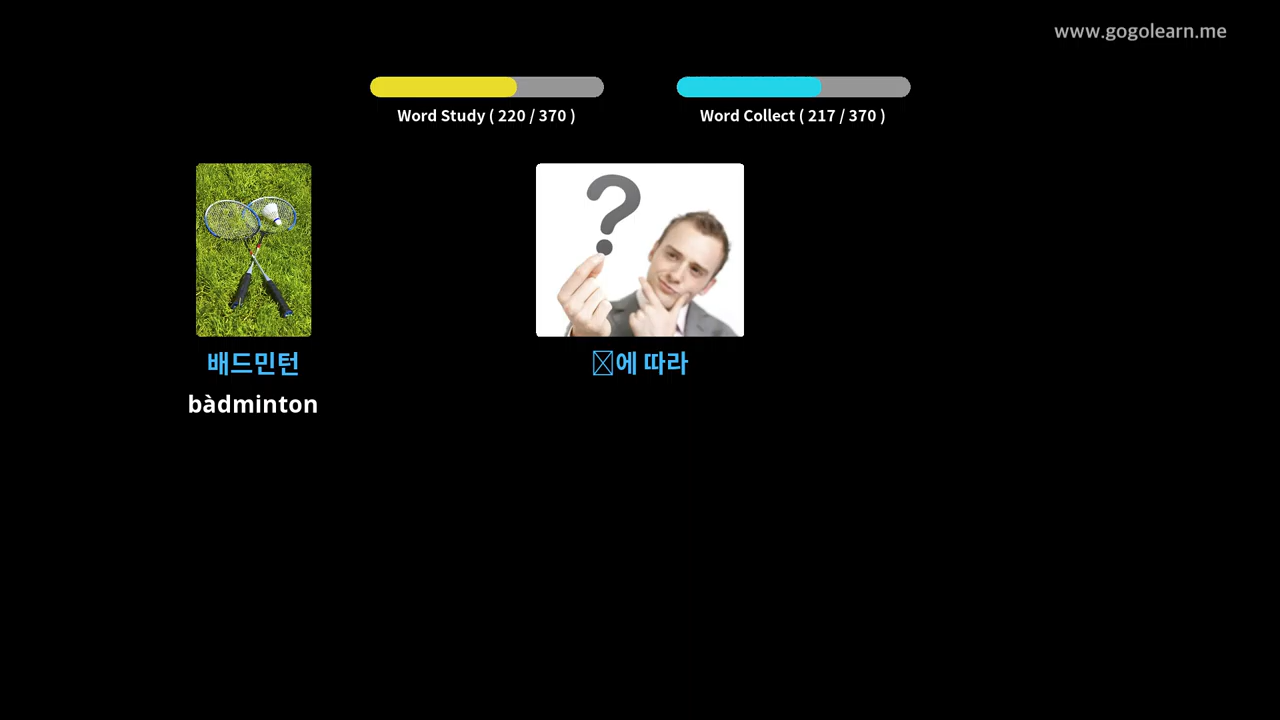 www.gogolearn.me
Word Study ( 220 / 370 )
Word Collect ( 217 / 370 )
배드민턴
에 따라
bàdminton